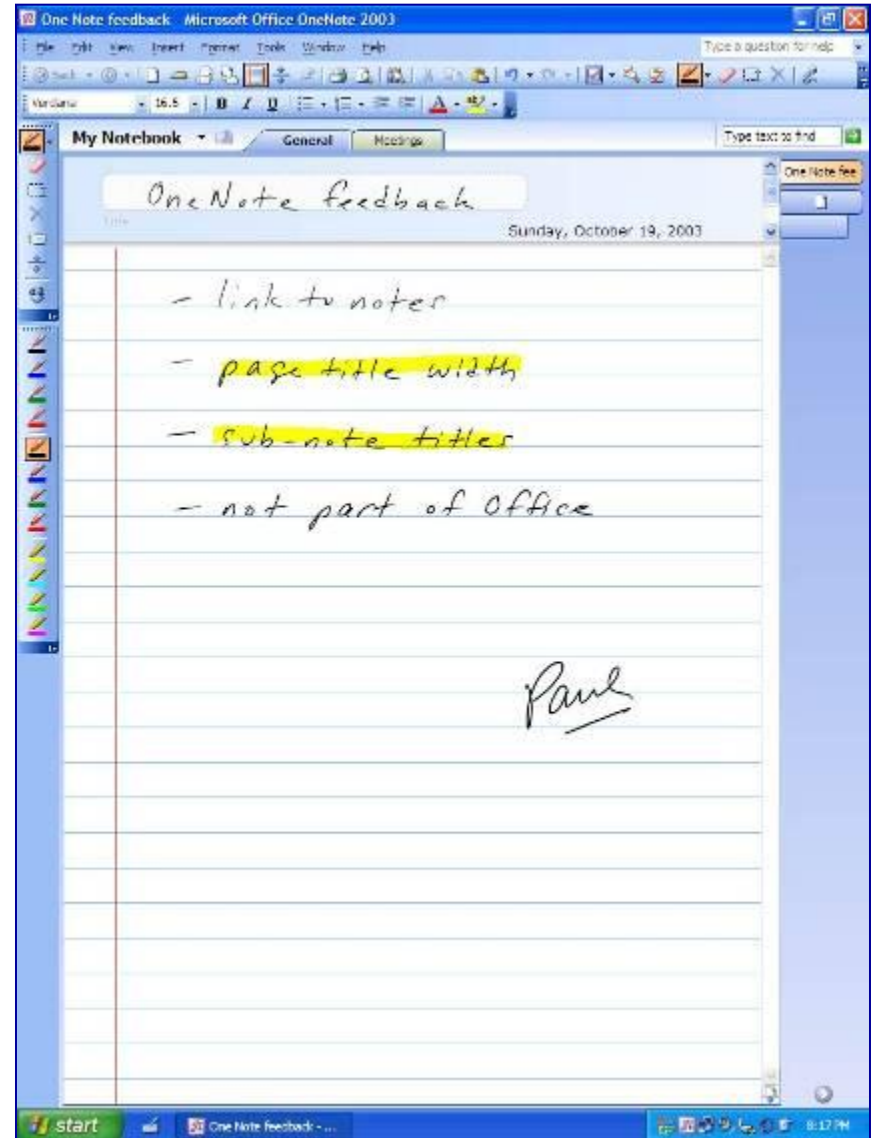 One Note feedback - Microsoft Office OneNote 2003
File Edit View Insert Format Tools Window Help Type a question for help
Verdana 16.5 B I U A
My Notebook General Meetings Type text to find
One Note fee
OneNote feedback
Title
Sunday, October 19, 2003
- link to notes
- page title width
- sub-note titles
- not part of Office
Paul
start One Note feedback - ... 8:17 PM